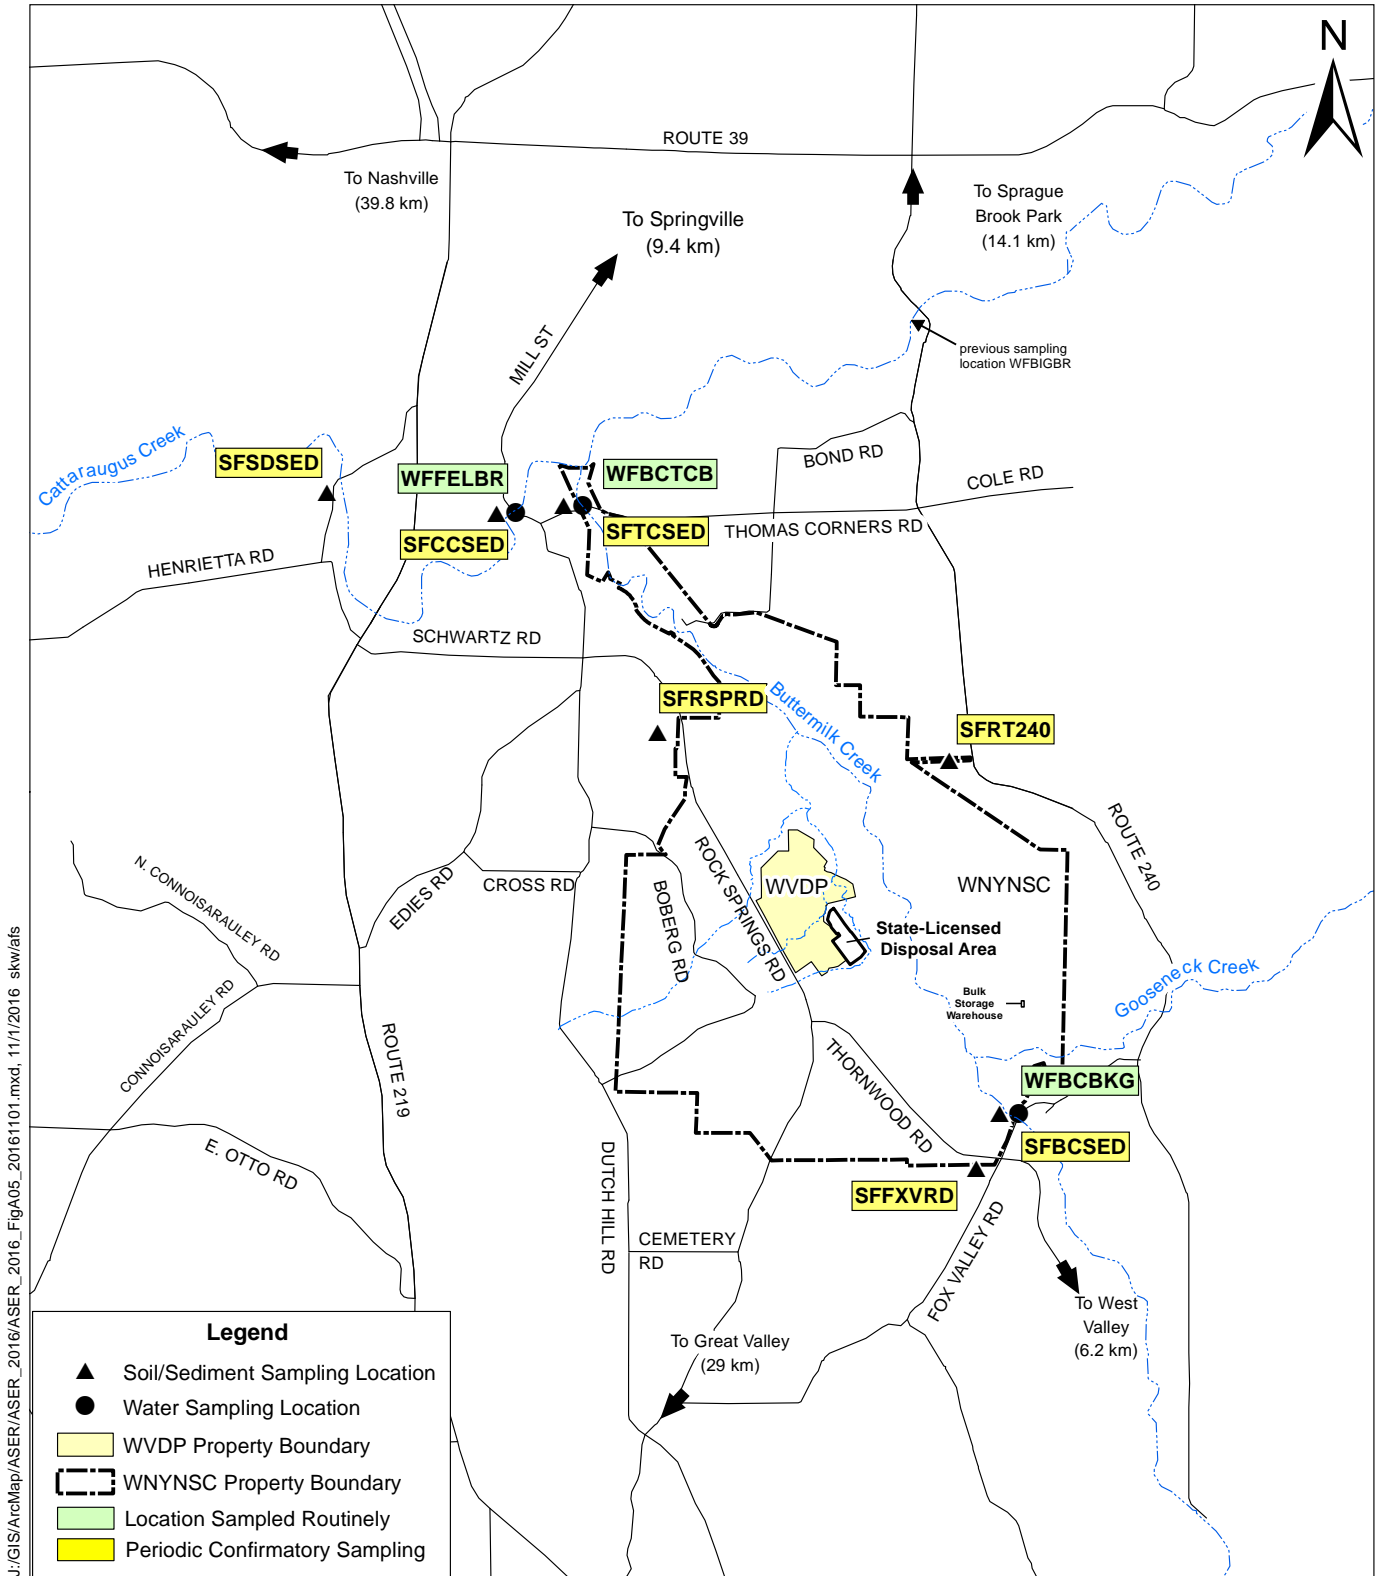 N
ROUTE 39
To Nashville
(39.8 km)
To Springville
(9.4 km)
To Sprague
Brook Park
(14.1 km)
MILL ST
previous sampling
location WFBIGBR
Cattaraugus Creek
SFSDSED
WFFELBR
WFBCTCB
BOND RD
COLE RD
SFCCSED
SFTCSED
THOMAS CORNERS RD
HENRIETTA RD
SCHWARTZ RD
SFRSPRD
Buttermilk Creek
SFRT240
ROUTE 240
N. CONNOISARAULEY RD
EDIES RD
CROSS RD
BOBERG RD
ROCK SPRINGS RD
WVDP
WNYNSC
State-Licensed
Disposal Area
Gooseneck Creek
Bulk
Storage
Warehouse
CONNOISARAULEY RD
ROUTE 219
THORNWOOD RD
WFBCBKG
SFBCSED
E. OTTO RD
DUTCH HILL RD
SFFXVRD
CEMETERY
RD
FOX VALLEY RD
To West
Valley
(6.2 km)
To Great Valley
(29 km)
Legend
Soil/Sediment Sampling Location
Water Sampling Location
WVDP Property Boundary
WNYNSC Property Boundary
Location Sampled Routinely
Periodic Confirmatory Sampling
J:/GIS/ArcMap/ASER/ASER_2016/ASER_2016_FigA05_20161101.mxd, 11/1/2016 skw/afs